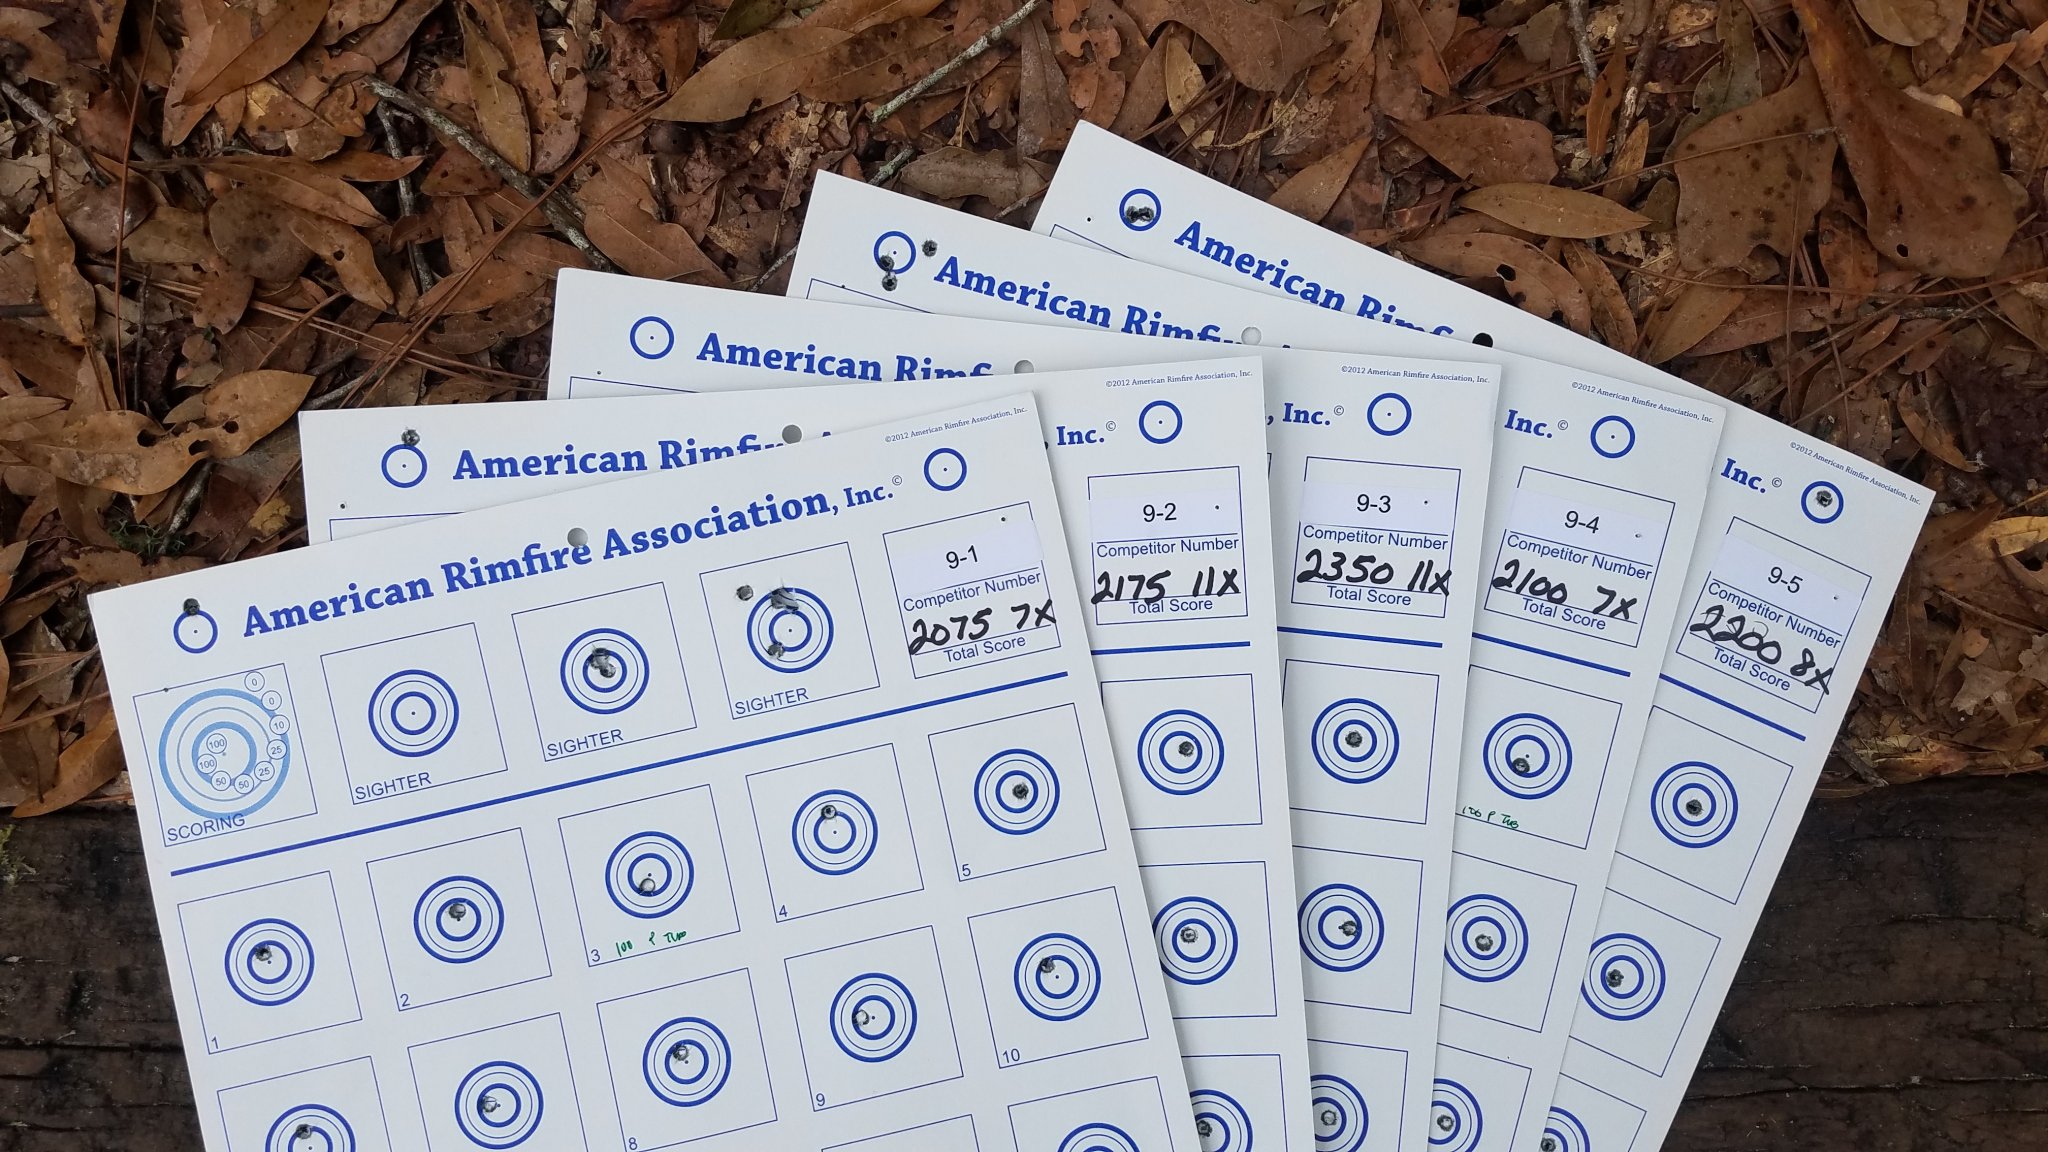 American Rimf
American Rimfi
American Rimf
American Rimfi
American Rimfire Association, Inc.©
©2012 American Rimfire Association, Inc.
, Inc.©
©2012 American Rimfire Association, Inc.
, Inc.©
©2012 American Rimfire Association, Inc.
Inc.©
©2012 American Rimfire Association, Inc.
Inc.©
©2012 American Rimfire Association, Inc.
9-1
Competitor Number
2075 7X
Total Score
9-2
Competitor Number
2175 11X
Total Score
9-3
Competitor Number
2350 11X
Total Score
9-4
Competitor Number
2100 7X
Total Score
9-5
Competitor Number
2200 8X
Total Score
0
0
10
25
25
50
50
100
100
SCORING
SIGHTER
SIGHTER
SIGHTER
1
2
3 100
4
5
8
9
10
100